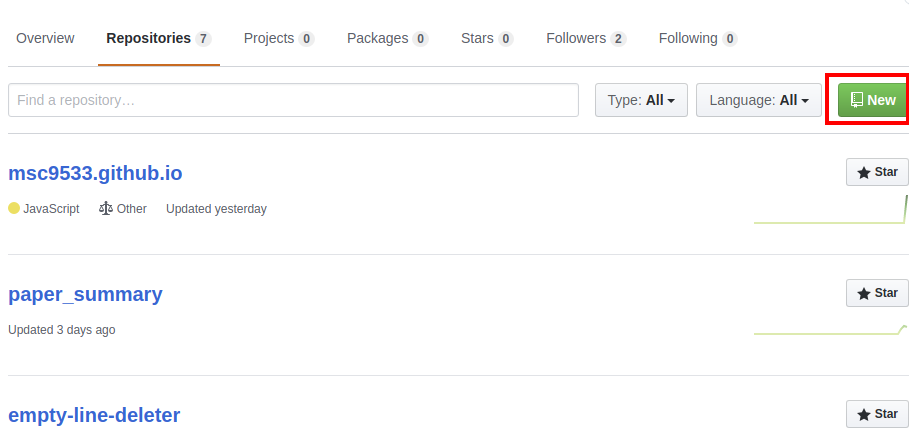 Overview Repositories 7 Projects 0 Packages 0 Stars 0 Followers 2 Following 0
Find a repository… Type: All Language: All New
msc9533.github.io Star
JavaScript Other Updated yesterday
paper_summary Star
Updated 3 days ago
empty-line-deleter Star